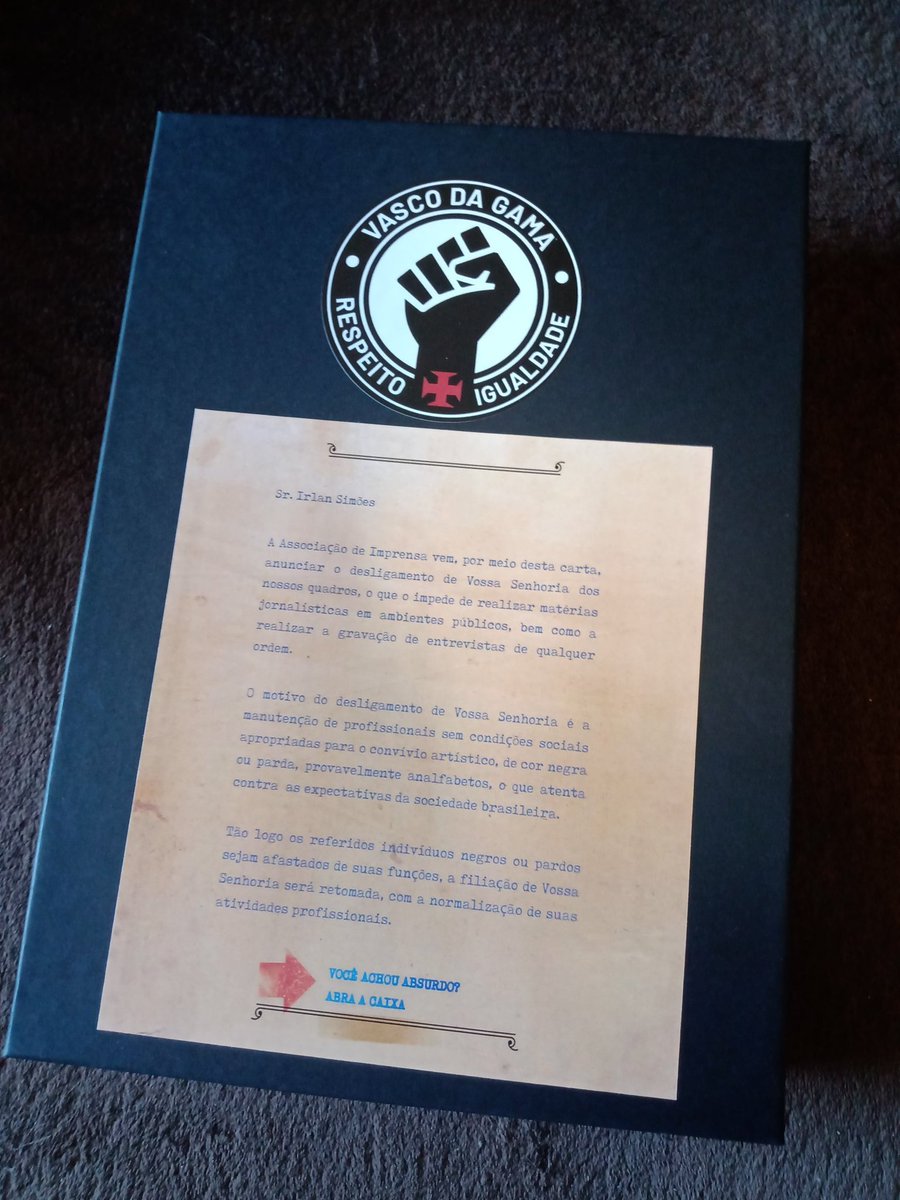 VASCO DA GAMA
RESPEITO
IGUALDADE
Sr. Irlan Simões
A Associação de Imprensa vem, por meio desta carta,
anunciar o desligamento de Vossa Senhoria dos
nossos quadros, o que o impede de realizar matérias
jornalísticas em ambientes públicos, bem como a
realizar a gravação de entrevistas de qualquer
ordem.
O motivo do desligamento de Vossa Senhoria é a
manutenção de profissionais sem condições sociais
apropriadas para o convívio artístico, de cor negra
ou parda, provavelmente analfabetos, o que atenta
contra as expectativas da sociedade brasileira.
Tão logo os referidos indivíduos negros ou pardos
sejam afastados de suas funções, a filiação de Vossa
Senhoria será retomada, com a normalização de suas
atividades profissionais.
VOCÊ ACHOU ABSURDO?
ABRA A CAIXA